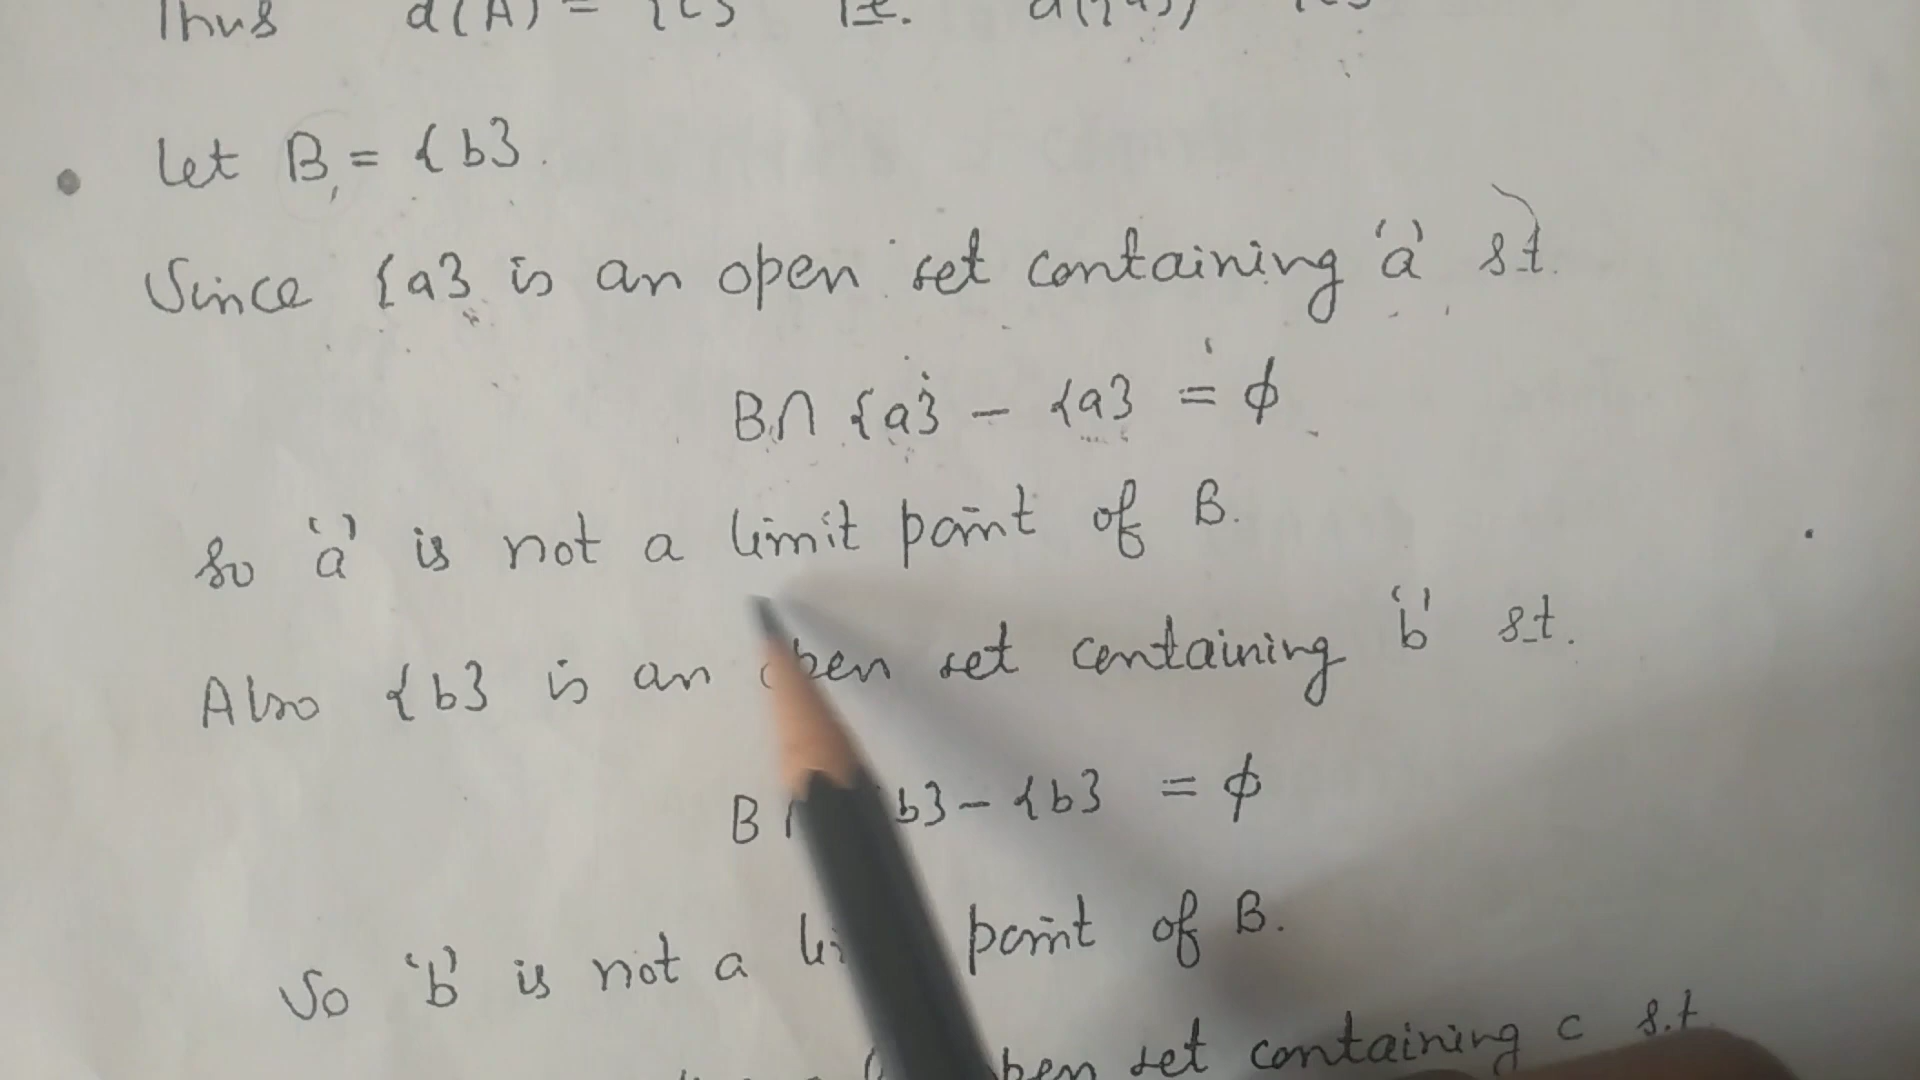 Thus d(A) = {c} i.e.
Let B = {b}.
Since {a} is an open set containing 'a' s.t.
B ∩ {a} - {a} = ϕ
So 'a' is not a limit point of B.
Also {b} is an open set containing 'b' s.t.
B b} - {b} = ϕ
So 'b' is not a point of B.
set containing c s.t